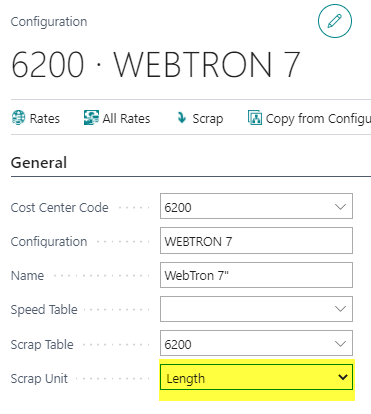 Configuration
6200 · WEBTRON 7
Rates All Rates Scrap Copy from Configu
General
Cost Center Code 6200
Configuration WEBTRON 7
Name WebTron 7"
Speed Table
Scrap Table 6200
Scrap Unit Length